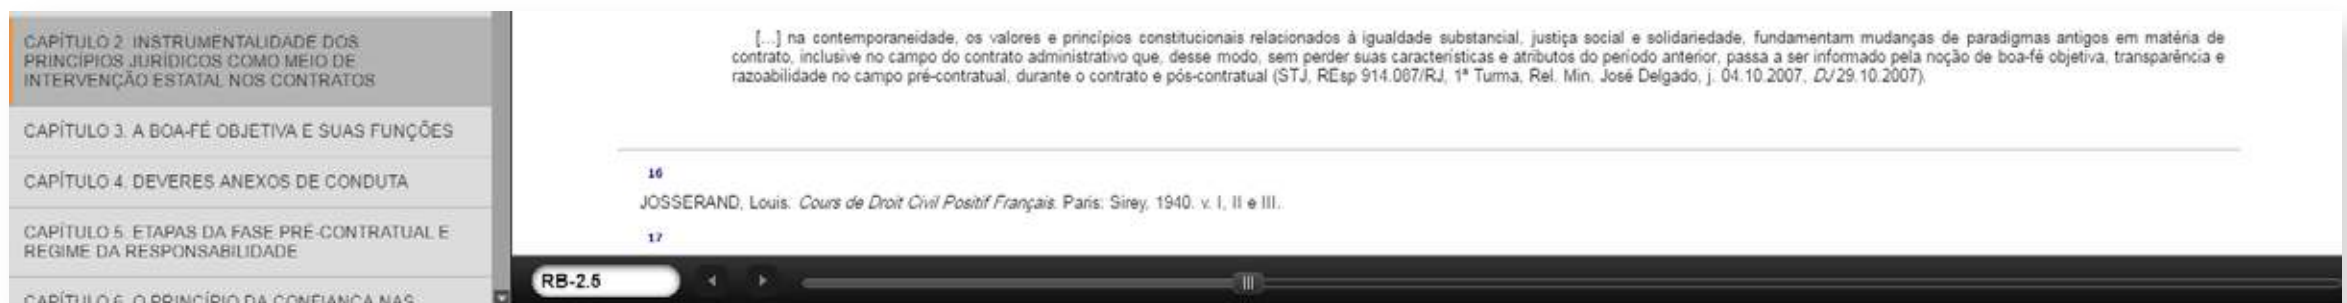 CAPÍTULO 2. INSTRUMENTALIDADE DOS
PRINCÍPIOS JURÍDICOS COMO MEIO DE
INTERVENÇÃO ESTATAL NOS CONTRATOS
CAPÍTULO 3. A BOA-FÉ OBJETIVA E SUAS FUNÇÕES
CAPÍTULO 4. DEVERES ANEXOS DE CONDUTA
CAPÍTULO 5. ETAPAS DA FASE PRÉ-CONTRATUAL E
REGIME DA RESPONSABILIDADE
CAPÍTULO 6. O PRINCÍPIO DA CONFIANÇA NAS
[...] na contemporaneidade, os valores e princípios constitucionais relacionados à igualdade substancial, justiça social e solidariedade, fundamentam mudanças de paradigmas antigos em matéria de
contrato, inclusive no campo do contrato administrativo que, desse modo, sem perder suas características e atributos do período anterior, passa a ser informado pela noção de boa-fé objetiva, transparência e
razoabilidade no campo pré-contratual, durante o contrato e pós-contratual (STJ, REsp 914.087/RJ, 1ª Turma, Rel. Min. José Delgado, j. 04.10.2007, DJ 29.10.2007).
16
JOSSERAND, Louis. Cours de Droit Civil Positif Français. Paris: Sirey, 1940. v. I, II e III.
17
RB-2.5